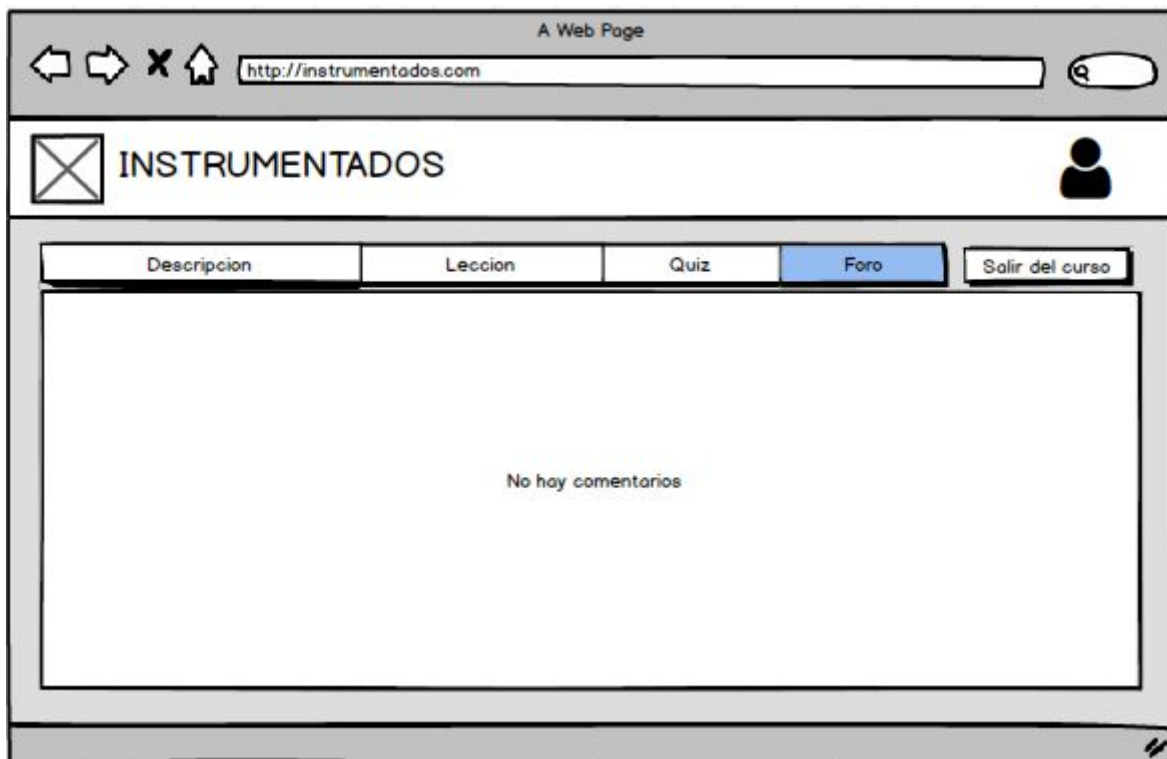 A Web Page
http://instrumentados.com
INSTRUMENTADOS
Descripcion Leccion Quiz Foro Salir del curso
No hay comentarios